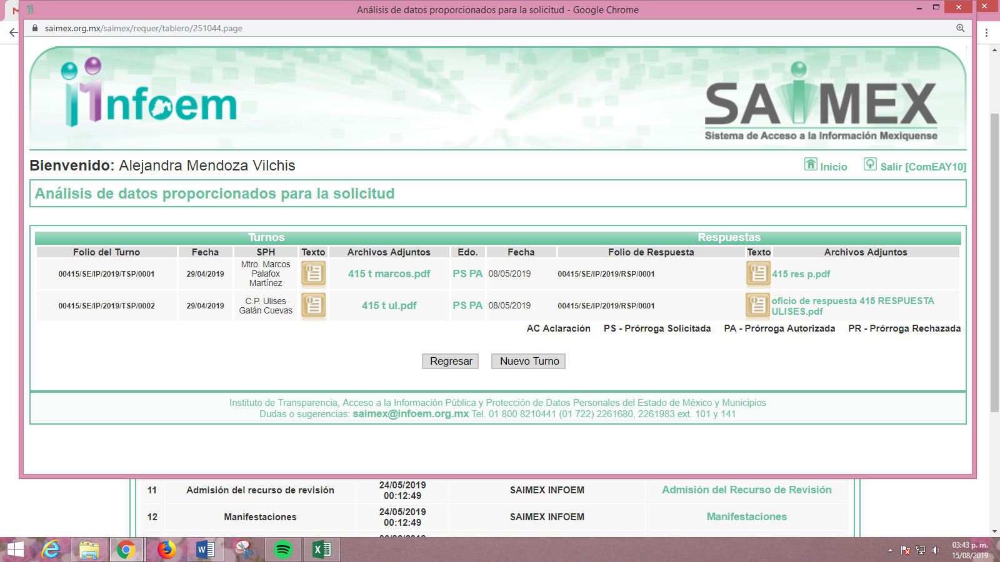 Análisis de datos proporcionados para la solicitud - Google Chrome
saimex.org.mx/saimex/requer/tablero/251044.page
infoem
SAIMEX
Sistema de Acceso a la Información Mexiquense
Bienvenido: Alejandra Mendoza Vilchis
Inicio Salir [ComEAY10]
Análisis de datos proporcionados para la solicitud
Turnos Respuestas
Folio del Turno Fecha SPH Texto Archivos Adjuntos Edo. Fecha Folio de Respuesta Texto Archivos Adjuntos
00415/SE/IP/2019/TSP/0001 29/04/2019 Mtro. Marcos Palafox Martínez 415 t marcos.pdf PS PA 08/05/2019 00415/SE/IP/2019/RSP/0001 415 res p.pdf
00415/SE/IP/2019/TSP/0002 29/04/2019 C.P. Ulises Galán Cuevas 415 t ul.pdf PS PA 08/05/2019 00415/SE/IP/2019/RSP/0001 oficio de respuesta 415 RESPUESTA ULISES.pdf
AC Aclaración PS - Prórroga Solicitada PA - Prórroga Autorizada PR - Prórroga Rechazada
Regresar Nuevo Turno
Instituto de Transparencia, Acceso a la Información Pública y Protección de Datos Personales del Estado de México y Municipios
Dudas o sugerencias: saimex@infoem.org.mx Tel. 01 800 8210441 (01 722) 2261680, 2261983 ext. 101 y 141
11 Admisión del recurso de revisión 24/05/2019 00:12:49 SAIMEX INFOEM Admisión del Recurso de Revisión
12 Manifestaciones 24/05/2019 00:12:49 SAIMEX INFOEM Manifestaciones
03:43 p. m.
15/08/2019